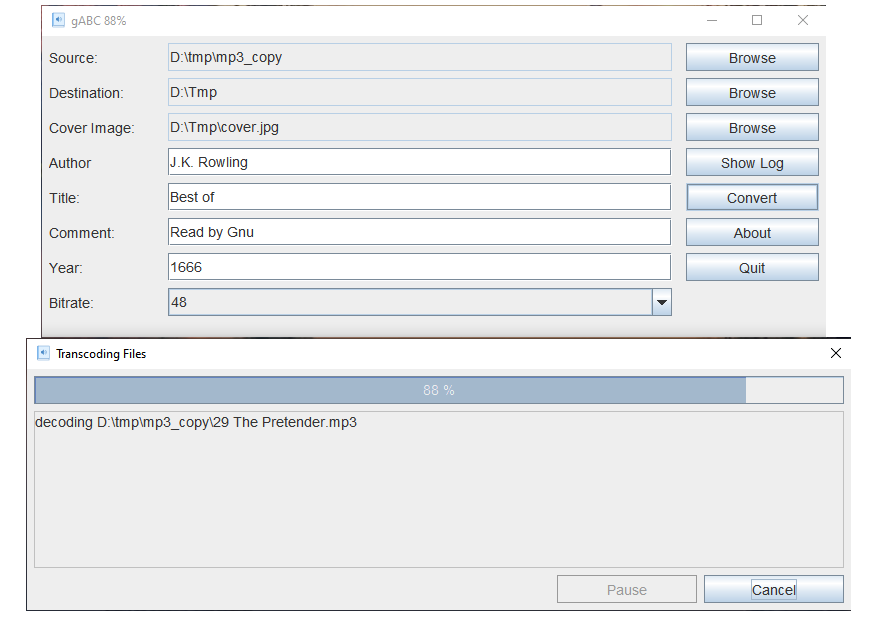 gABC 88%
Source: D:\tmp\mp3_copy Browse
Destination: D:\Tmp Browse
Cover Image: D:\Tmp\cover.jpg Browse
Author J.K. Rowling Show Log
Title: Best of Convert
Comment: Read by Gnu About
Year: 1666 Quit
Bitrate: 48
Transcoding Files
88 %
decoding D:\tmp\mp3_copy\29 The Pretender.mp3
Pause Cancel